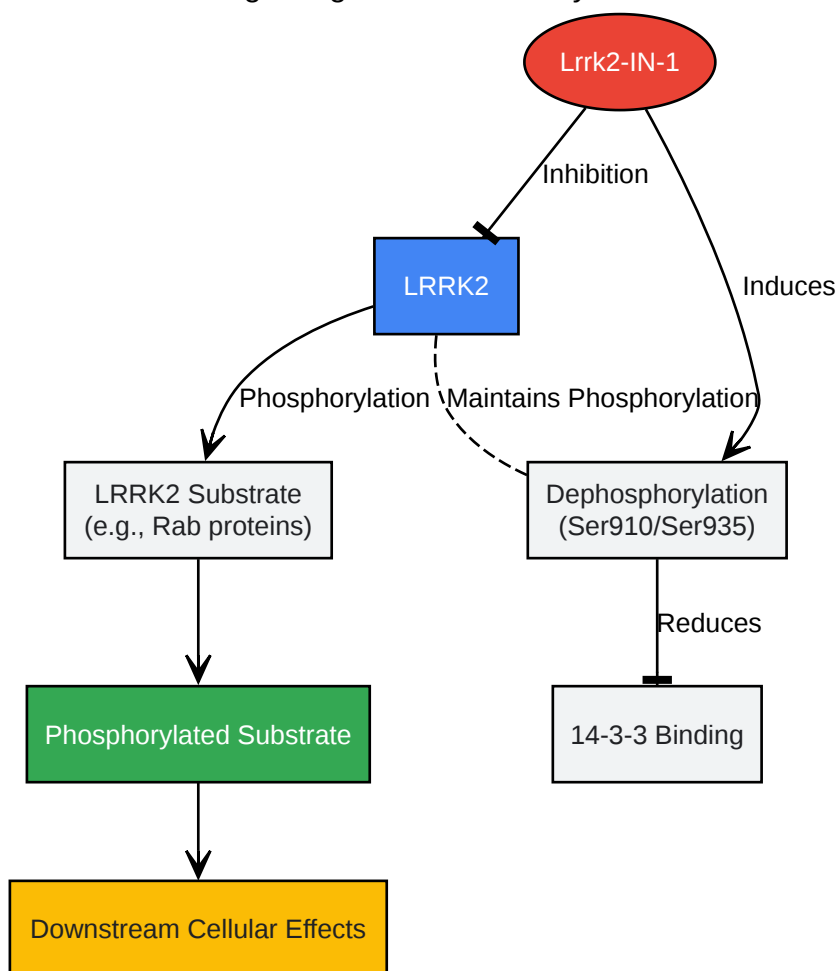 Lrrk2-IN-1
Inhibition
LRRK2
Induces
Phosphorylation
Maintains Phosphorylation
LRRK2 Substrate
(e.g., Rab proteins)
Dephosphorylation
(Ser910/Ser935)
Reduces
Phosphorylated Substrate
14-3-3 Binding
Downstream Cellular Effects